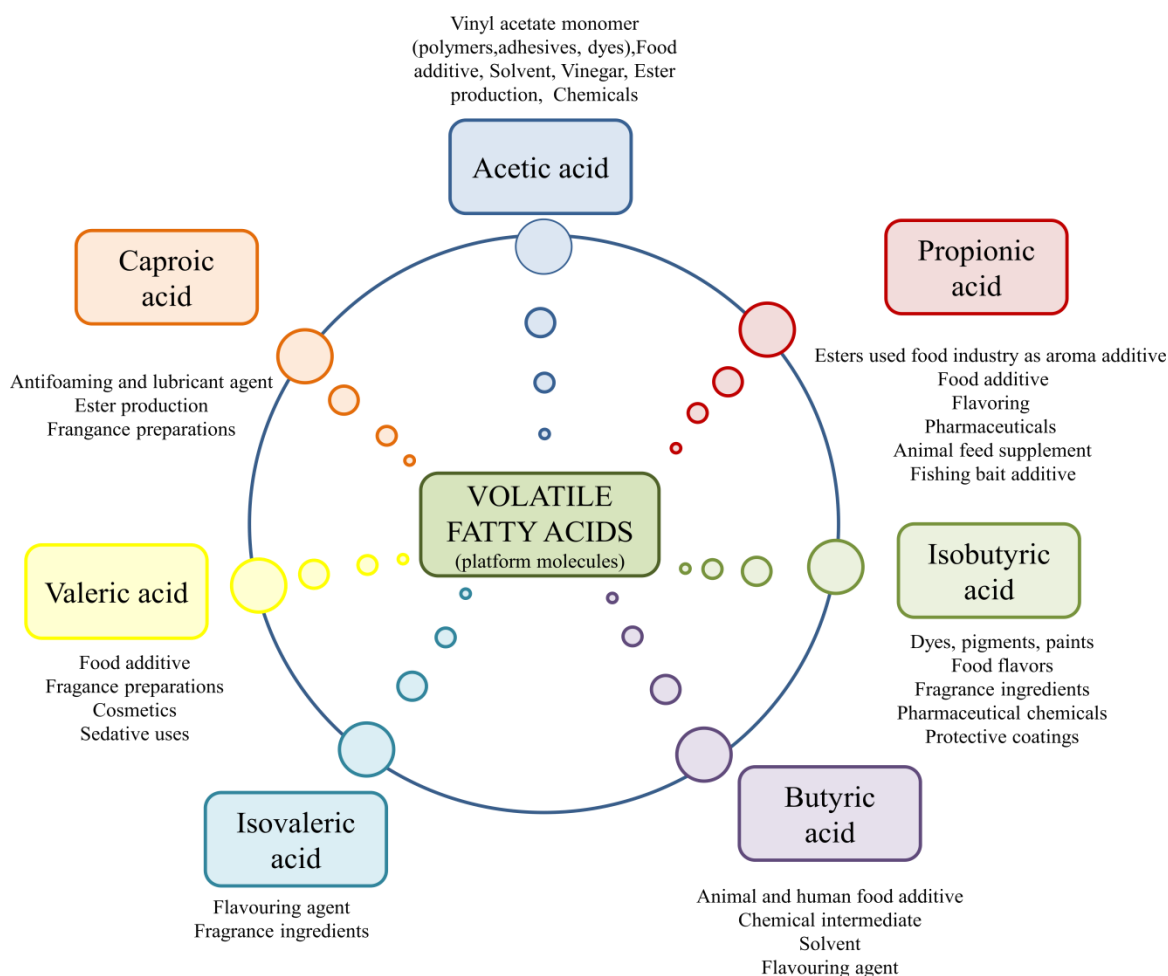 Vinyl acetate monomer
(polymers,adhesives, dyes),Food
additive, Solvent, Vinegar, Ester
production, Chemicals
Acetic acid
Caproic
acid
Antifoaming and lubricant agent
Ester production
Frangance preparations
Propionic
acid
Esters used food industry as aroma additive
Food additive
Flavoring
Pharmaceuticals
Animal feed supplement
Fishing bait additive
VOLATILE
FATTY ACIDS
(platform molecules)
Valeric acid
Food additive
Fragance preparations
Cosmetics
Sedative uses
Isobutyric
acid
Dyes, pigments, paints
Food flavors
Fragrance ingredients
Pharmaceutical chemicals
Protective coatings
Isovaleric
acid
Flavouring agent
Fragrance ingredients
Butyric
acid
Animal and human food additive
Chemical intermediate
Solvent
Flavouring agent